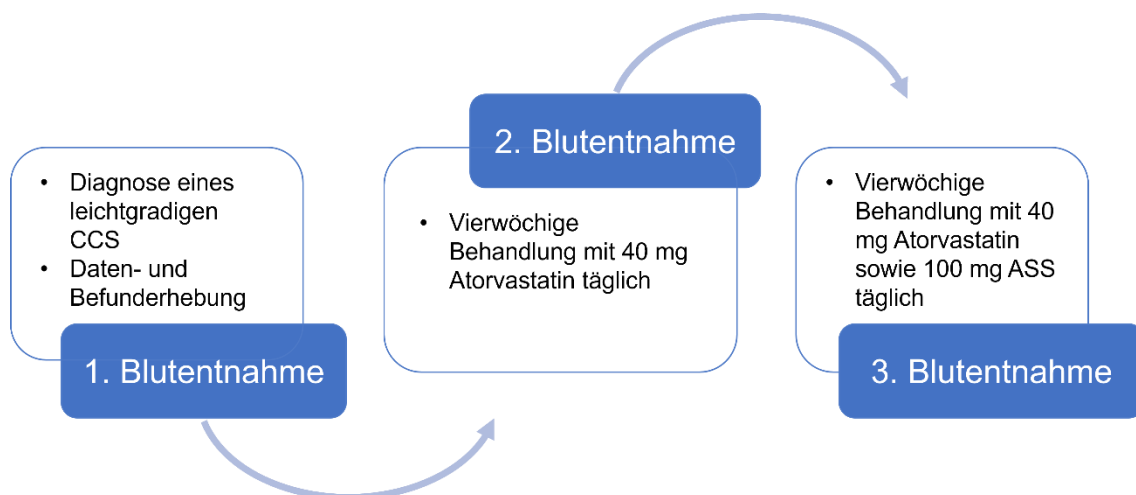 • Diagnose eines
leichtgradigen
CCS
• Daten- und
Befunderhebung
1. Blutentnahme
2. Blutentnahme
• Vierwöchige
Behandlung mit 40 mg
Atorvastatin täglich
• Vierwöchige
Behandlung mit 40
mg Atorvastatin
sowie 100 mg ASS
täglich
3. Blutentnahme